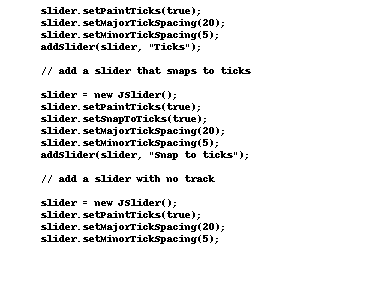 slider.setPaintTicks(true);
slider.setMajorTickSpacing(20);
slider.setMinorTickSpacing(5);
addSlider(slider, "Ticks");
// add a slider that snaps to ticks
slider = new JSlider();
slider.setPaintTicks(true);
slider.setSnapToTicks(true);
slider.setMajorTickSpacing(20);
slider.setMinorTickSpacing(5);
addSlider(slider, "Snap to ticks");
// add a slider with no track
slider = new JSlider();
slider.setPaintTicks(true);
slider.setMajorTickSpacing(20);
slider.setMinorTickSpacing(5);